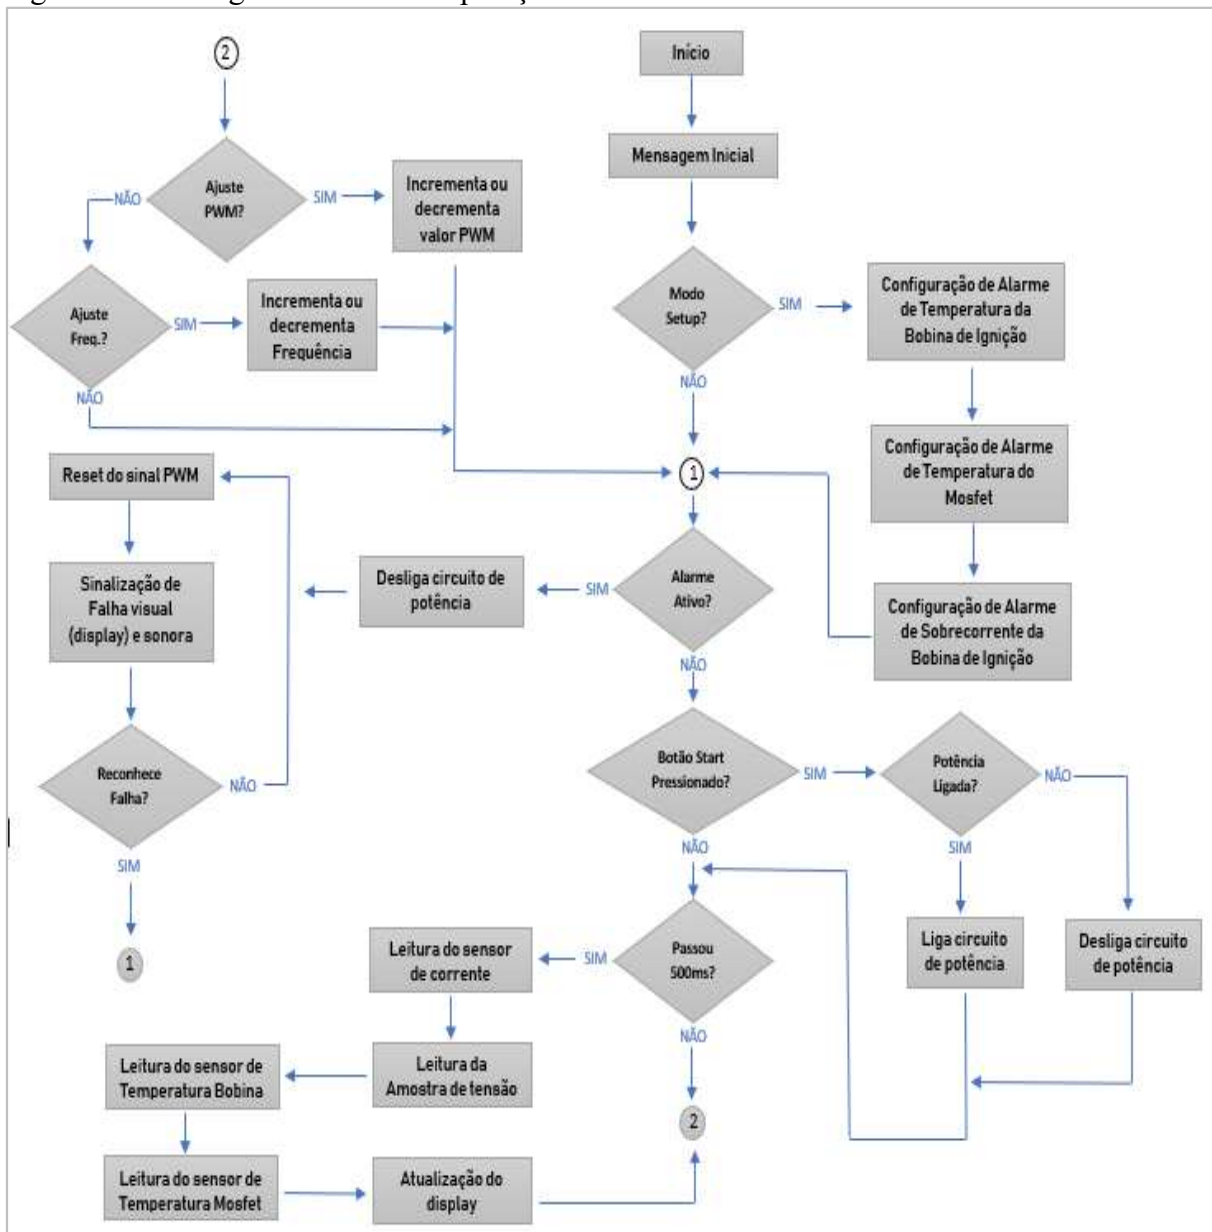 2
Ajuste
PWM?
NÃO
SIM
Incrementa ou
decrementa
valor PWM
Ajuste
Freq.?
SIM
Incrementa ou
decrementa
Frequência
NÃO
Início
Mensagem Inicial
Modo
Setup?
SIM
Configuração de Alarme
de Temperatura da
Bobina de Ignição
NÃO
Configuração de Alarme
de Temperatura do
Mosfet
Configuração de Alarme
de Sobrecorrente da
Bobina de Ignição
1
Alarme
Ativo?
SIM
Desliga circuito de
potência
Reset do sinal PWM
Sinalização de
Falha visual
(display) e sonora
Reconhece
Falha?
NÃO
SIM
1
NÃO
Botão Start
Pressionado?
SIM
Potência
Ligada?
NÃO
SIM
Liga circuito
de potência
Desliga circuito
de potência
NÃO
Passou
500ms?
SIM
Leitura do sensor
de corrente
Leitura da
Amostra de tensão
Leitura do sensor de
Temperatura Bobina
Leitura do sensor de
Temperatura Mosfet
Atualização do
display
NÃO
2